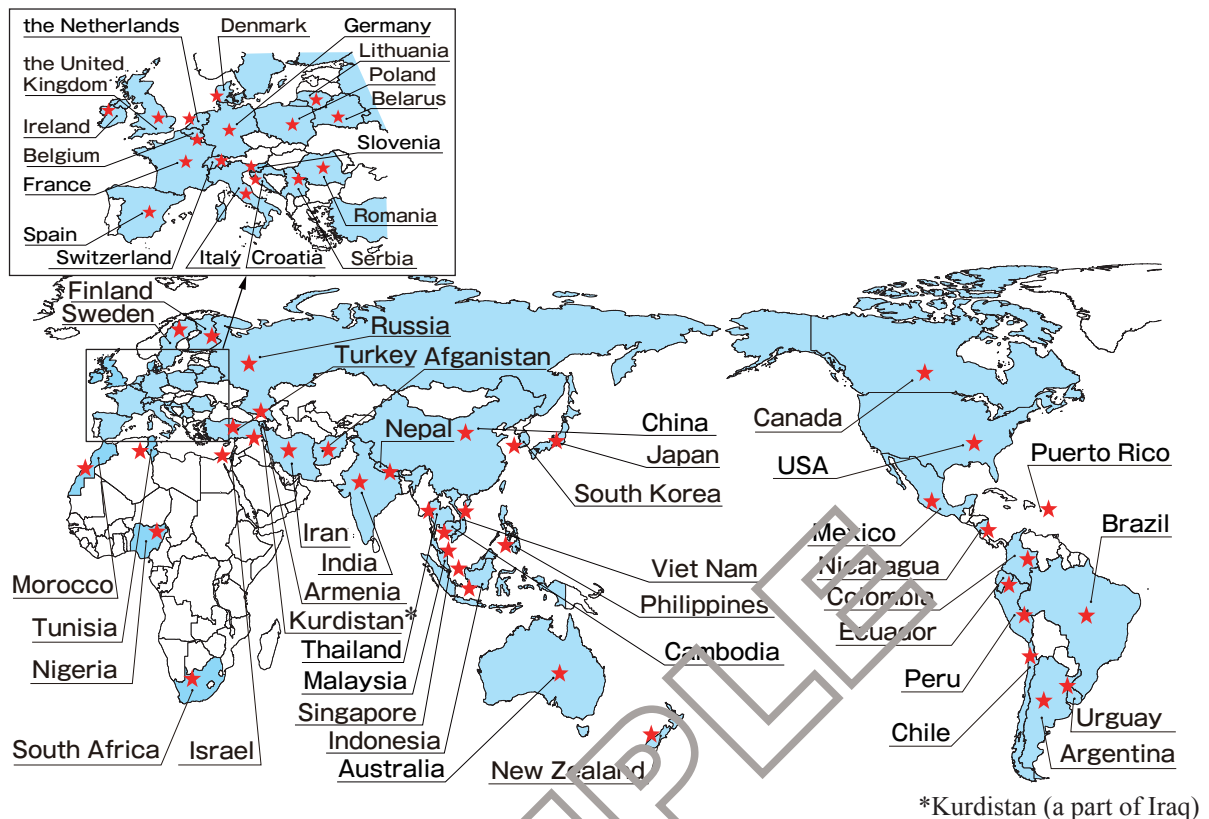 the Netherlands
Denmark
Germany
Lithuania
Poland
Belarus
the United
Kingdom
Ireland
Belgium
France
Slovenia
Romania
Spain
Switzerland
Italy
Croatia
Serbia
Finland
Sweden
Russia
Turkey
Afganistan
Nepal
China
Japan
South Korea
Canada
USA
Puerto Rico
Mexico
Brazil
Nicaragua
Colombia
Ecuador
Peru
Chile
Urguay
Argentina
Iran
India
Armenia
Kurdistan*
Thailand
Malaysia
Singapore
Indonesia
Australia
New Zealand
Viet Nam
Philippines
Cambodia
Morocco
Tunisia
Nigeria
South Africa
Israel
MPLE
*Kurdistan (a part of Iraq)